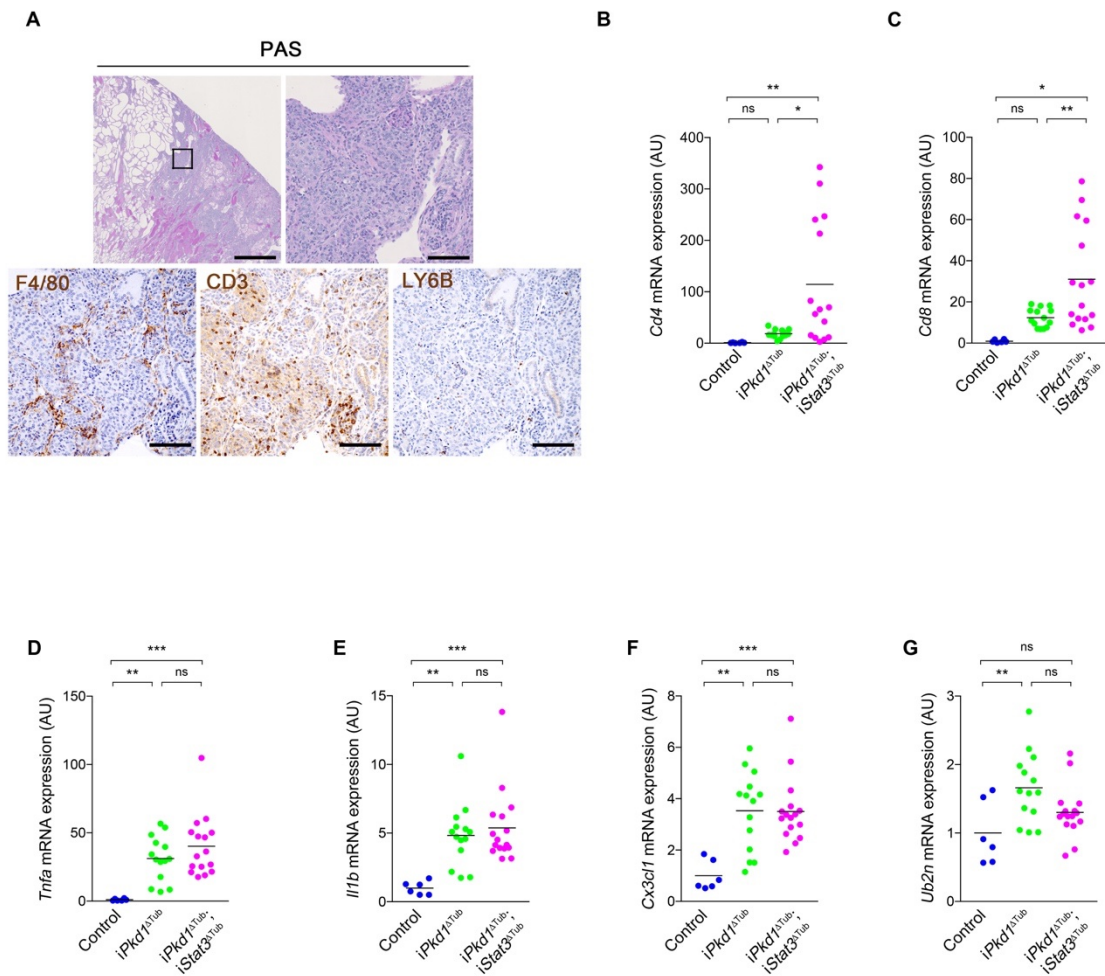 A
PAS
F4/80
CD3
LY6B
B
**
ns
*
Cd4 mRNA expression (AU)
400
300
200
100
0
Control
iPkd1ΔTub
iPkd1ΔTub;
iStat3ΔTub
C
*
ns
**
Cd8 mRNA expression (AU)
100
80
60
40
20
0
Control
iPkd1ΔTub
iPkd1ΔTub;
iStat3ΔTub
D
***
**
ns
Tnfa mRNA expression (AU)
150
100
50
0
Control
iPkd1ΔTub
iPkd1ΔTub;
iStat3ΔTub
E
***
**
ns
Il1b mRNA expression (AU)
15
10
5
0
Control
iPkd1ΔTub
iPkd1ΔTub;
iStat3ΔTub
F
***
**
ns
Cx3cl1 mRNA expression (AU)
8
6
4
2
0
Control
iPkd1ΔTub
iPkd1ΔTub;
iStat3ΔTub
G
ns
**
ns
Ub2n mRNA expression (AU)
3
2
1
0
Control
iPkd1ΔTub
iPkd1ΔTub;
iStat3ΔTub